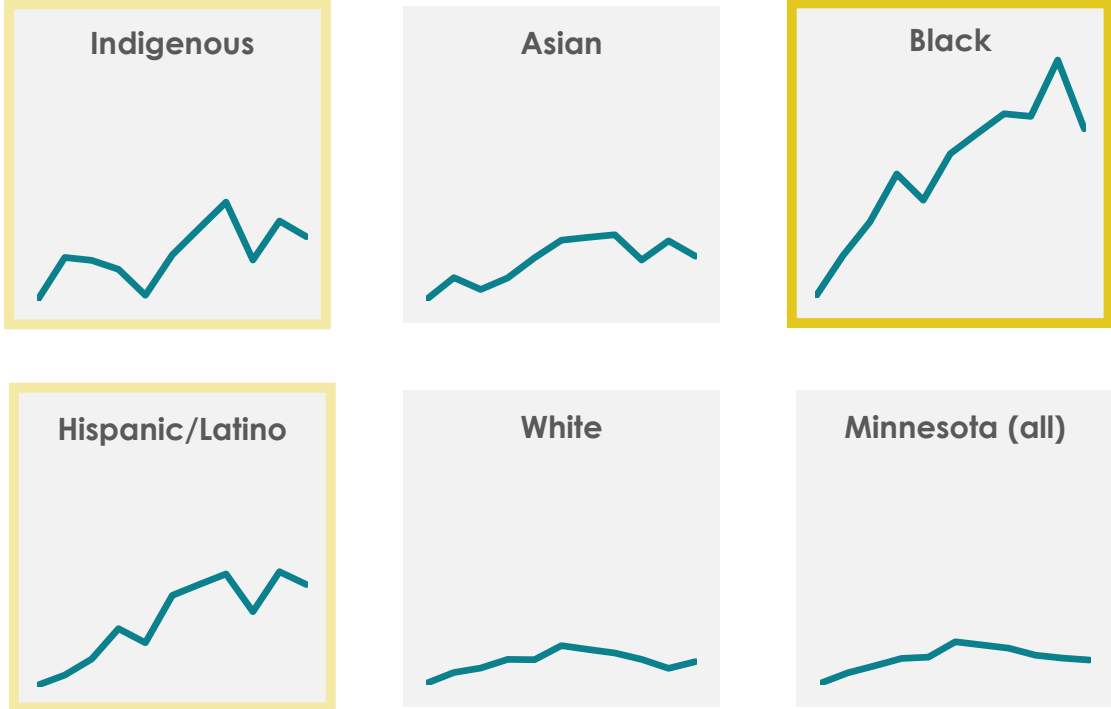 Indigenous
Asian
Black
Hispanic/Latino
White
Minnesota (all)